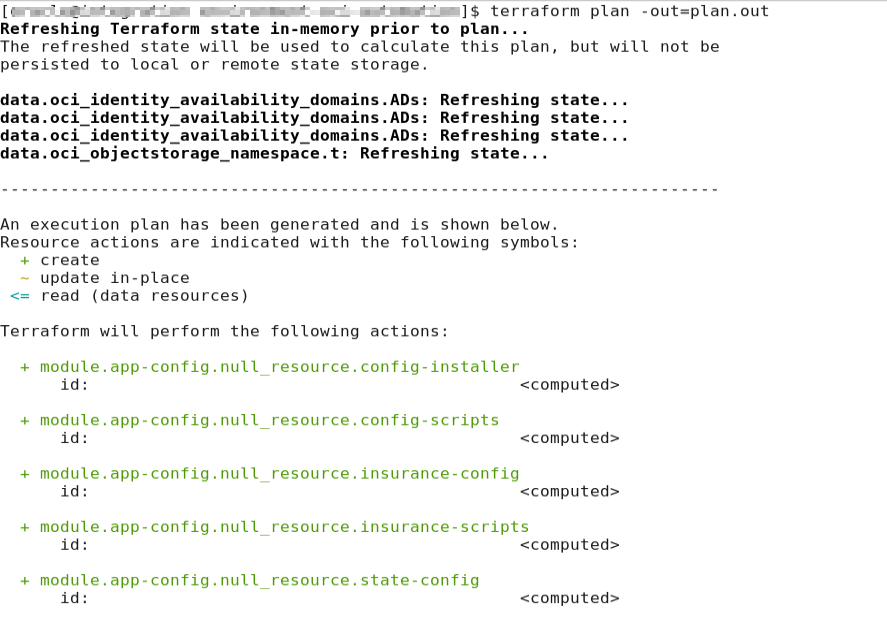 [ ]$ terraform plan -out=plan.out
Refreshing Terraform state in-memory prior to plan...
The refreshed state will be used to calculate this plan, but will not be
persisted to local or remote state storage.
data.oci_identity_availability_domains.ADs: Refreshing state...
data.oci_identity_availability_domains.ADs: Refreshing state...
data.oci_identity_availability_domains.ADs: Refreshing state...
data.oci_objectstorage_namespace.t: Refreshing state...
------------------------------------------------------------------------
An execution plan has been generated and is shown below.
Resource actions are indicated with the following symbols:
+ create
~ update in-place
<= read (data resources)
Terraform will perform the following actions:
+ module.app-config.null_resource.config-installer
id: <computed>
+ module.app-config.null_resource.config-scripts
id: <computed>
+ module.app-config.null_resource.insurance-config
id: <computed>
+ module.app-config.null_resource.insurance-scripts
id: <computed>
+ module.app-config.null_resource.state-config
id: <computed>